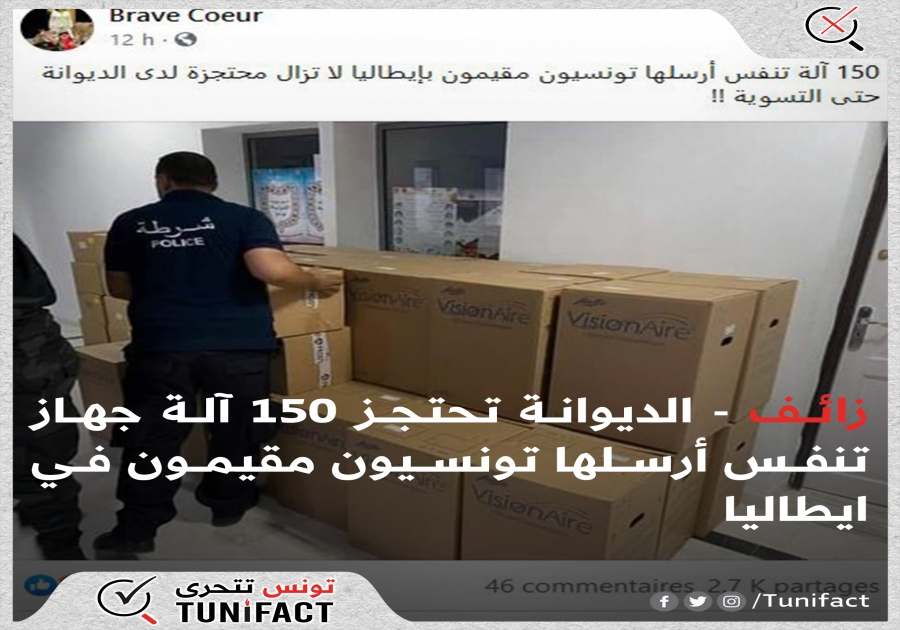 Brave Coeur
12 h
150 آلة تنفس أرسلها تونسيون مقيمون بإيطاليا لا تزال محتجزة لدى الديوانة
حتى التسوية !!
شرطة
POLICE
VisionAire
VisionAire
VisionAire
زائف - الديوانة تحتجز 150 آلة جهاز
تنفس أرسلها تونسيون مقيمون في
ايطاليا
VisionAire
46 commentaires 2,7 K partages
تونس تتحرى
TUNIFACT
/Tunifact